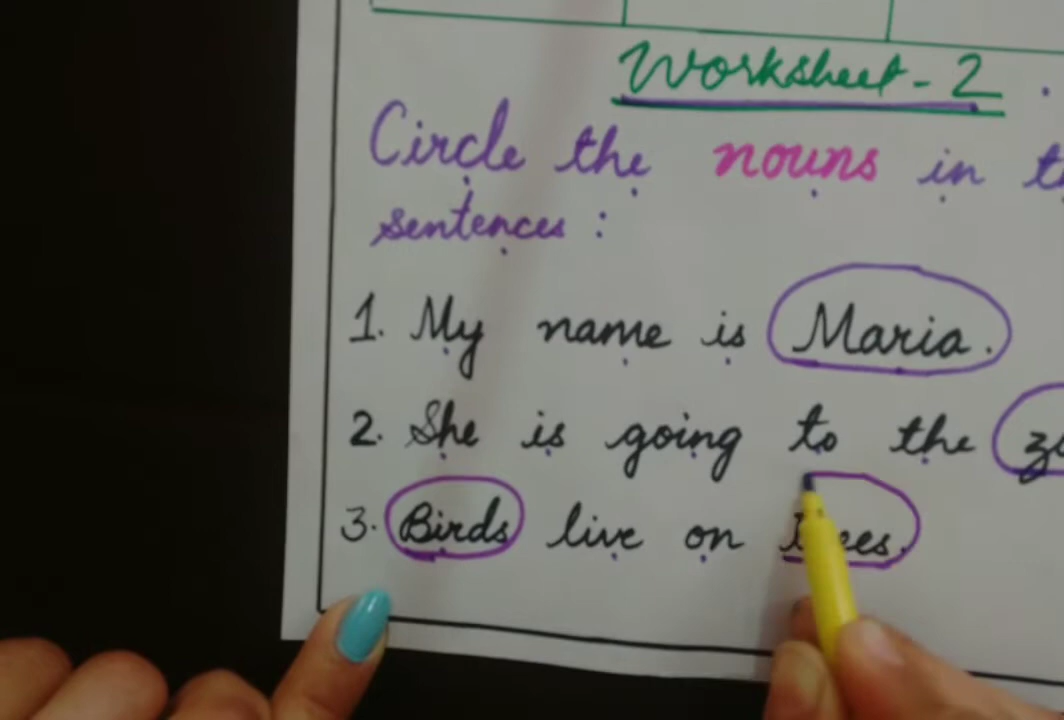 Worksheet - 2
Circle the nouns in
sentences :
1. My name is Maria.
2. She is going to the
3. Birds live on